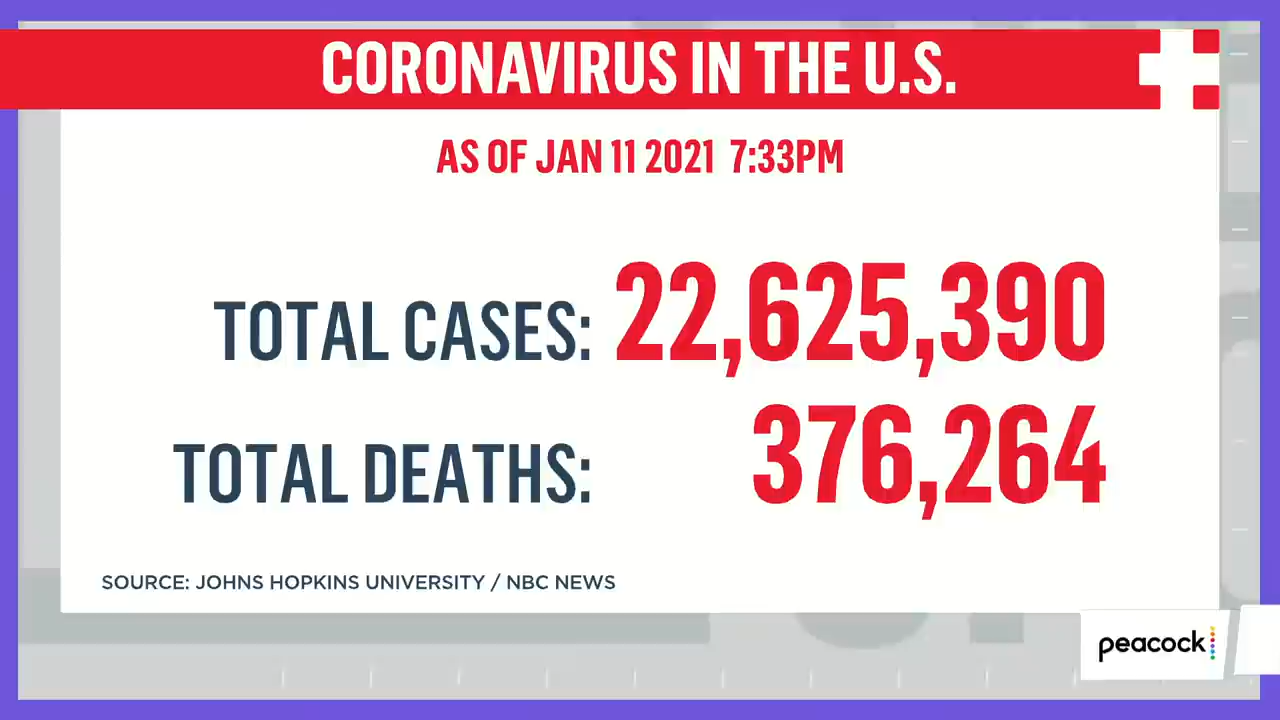 CORONAVIRUS IN THE U.S.
AS OF JAN 11 2021 7:33PM
TOTAL CASES: 22,625,390
TOTAL DEATHS: 376,264
SOURCE: JOHNS HOPKINS UNIVERSITY / NBC NEWS
peacock